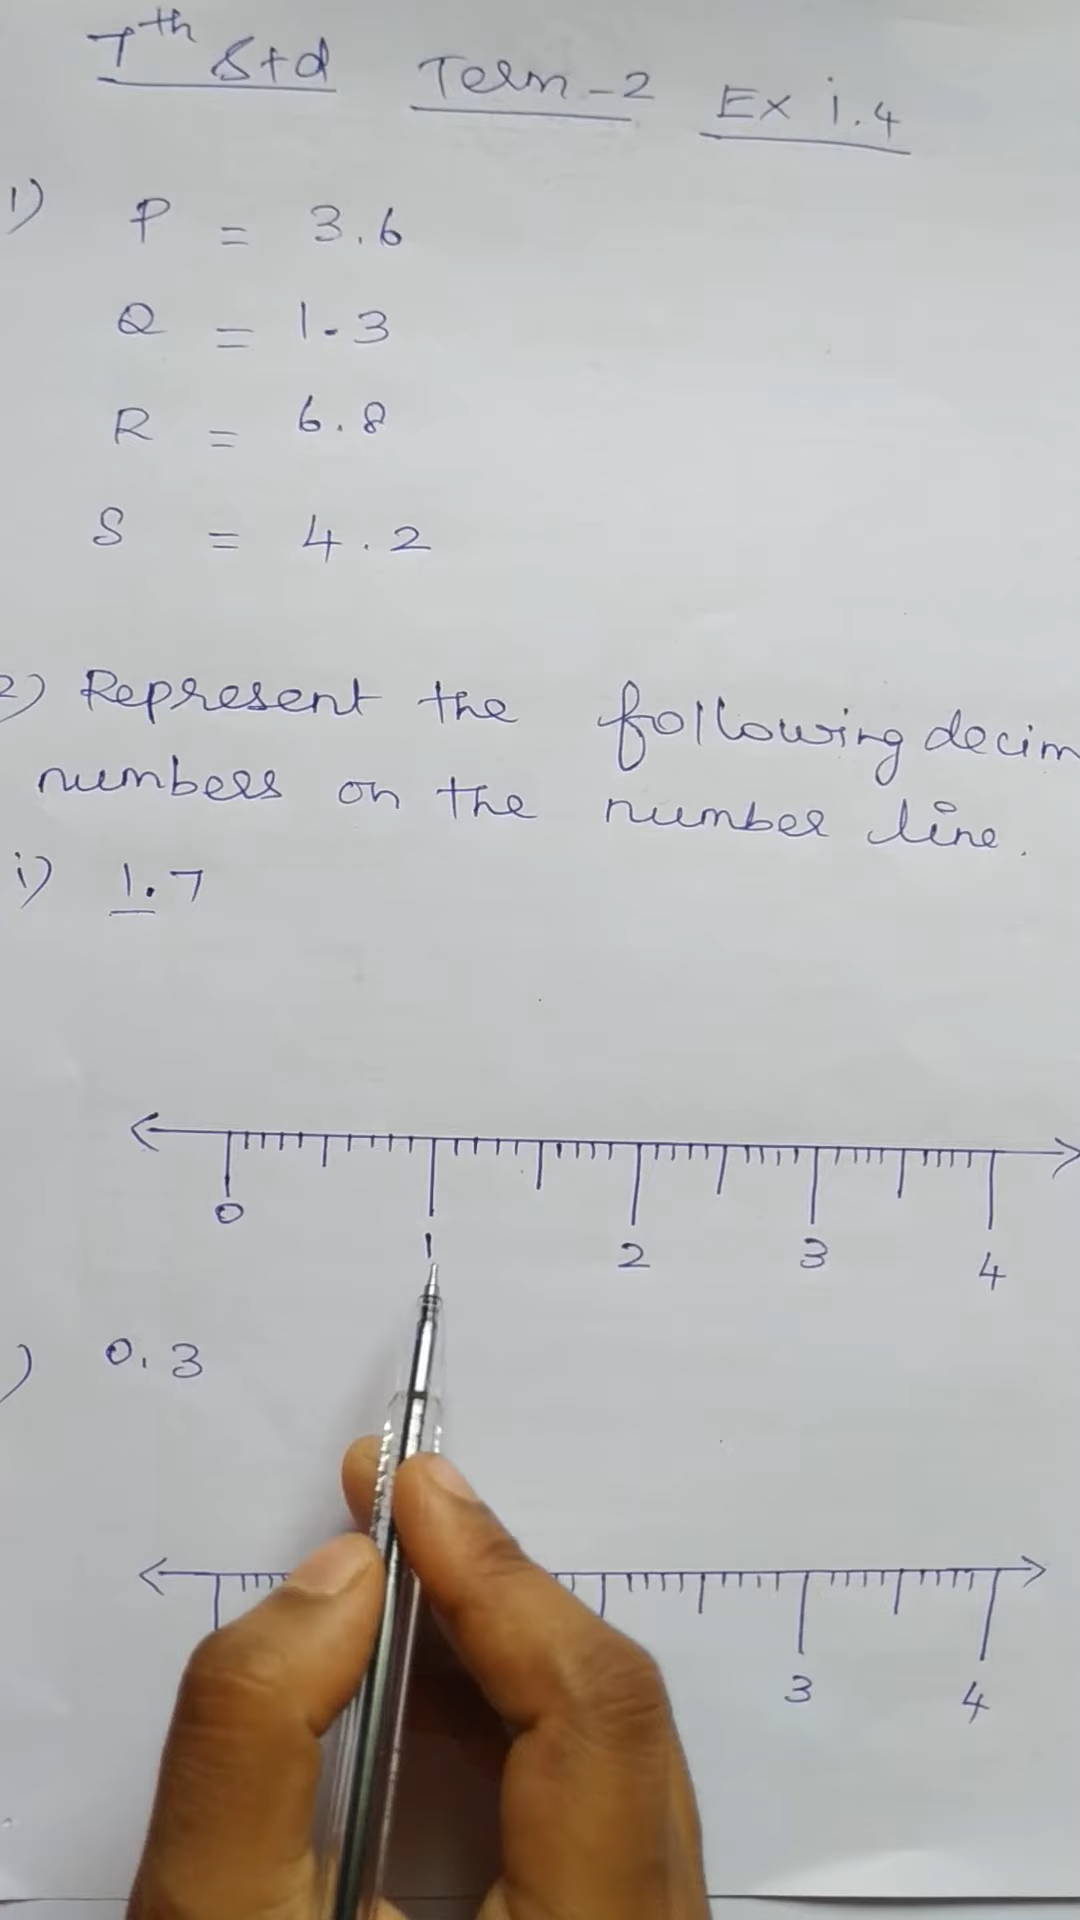 7th Std Term-2 Ex 1.4
1) P = 3.6
Q = 1.3
R = 6.8
S = 4.2
2) Represent the following decim
numbers on the number line.
i) 1.7
0 1 2 3 4
) 0.3
3 4